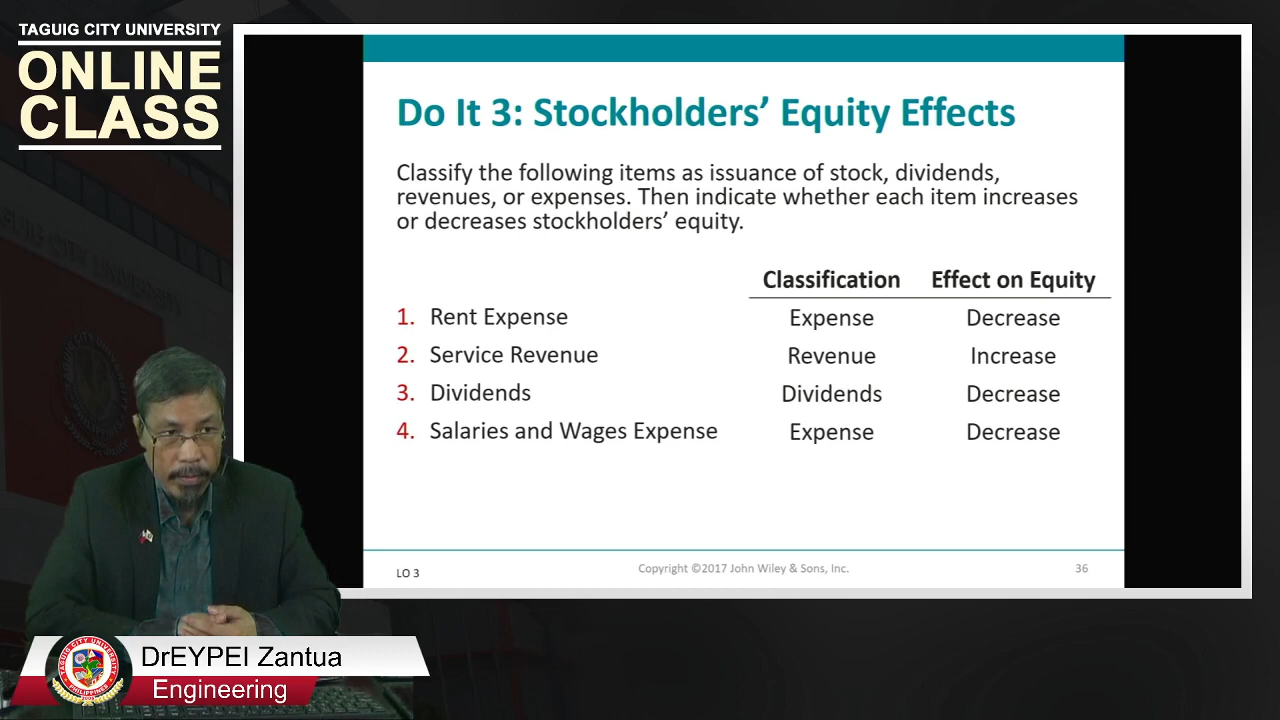 TAGUIG CITY UNIVERSITY
ONLINE
CLASS
Do It 3: Stockholders’ Equity Effects
Classify the following items as issuance of stock, dividends,
revenues, or expenses. Then indicate whether each item increases
or decreases stockholders’ equity.
Classification Effect on Equity
1. Rent Expense Expense Decrease
2. Service Revenue Revenue Increase
3. Dividends Dividends Decrease
4. Salaries and Wages Expense Expense Decrease
LO 3 Copyright ©2017 John Wiley & Sons, Inc. 36
DrEYPEI Zantua
Engineering